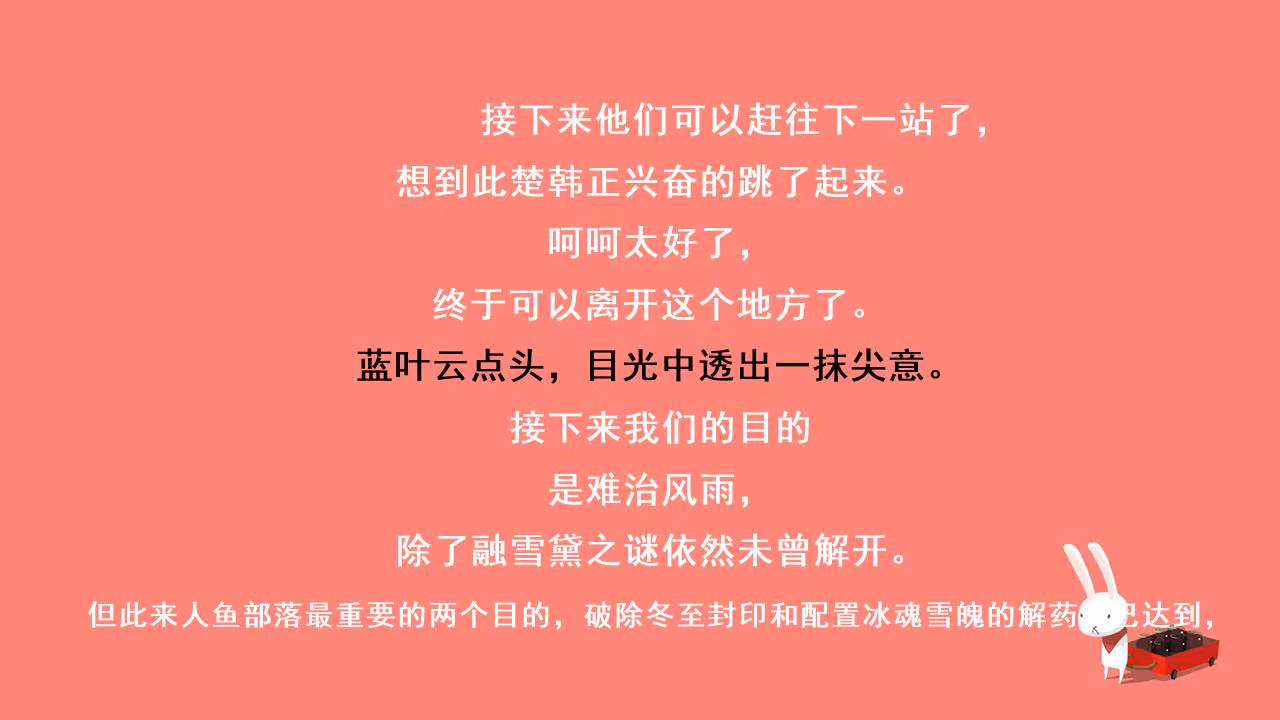 接下来他们可以赶往下一站了，
想到此楚韩正兴奋的跳了起来。
呵呵太好了，
终于可以离开这个地方了。
蓝叶云点头，目光中透出一抹尖意。
接下来我们的目的
是难治风雨，
除了融雪黛之谜依然未曾解开。
但此来人鱼部落最重要的两个目的，破除冬至封印和配置冰魂雪魄的解药已达到，